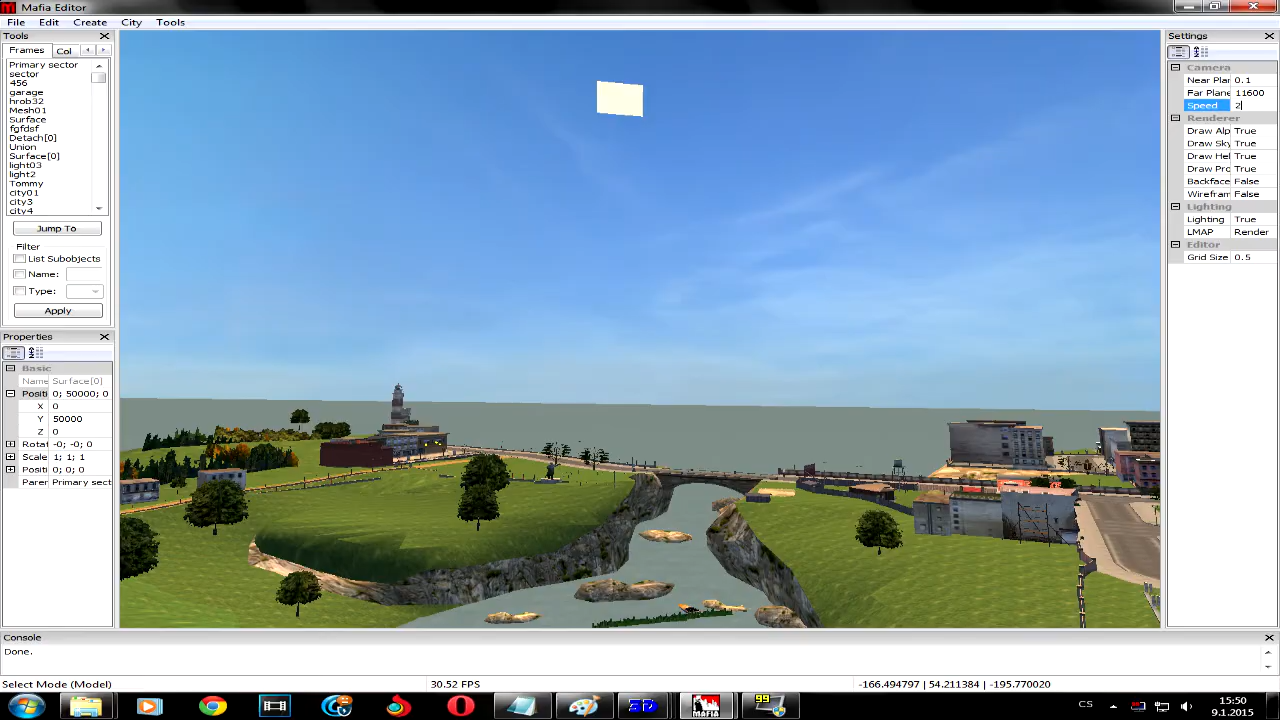 Mafia Editor
File Edit Create City Tools
Tools
Frames Col
Primary sector
sector
456
garage
hrob32
Mesh01
Surface
fgfdsf
Detach[0]
Union
Surface[0]
light03
light2
Tommy
city01
city3
city4
Jump To
Filter
List Subobjects
Name:
Type:
Apply
Properties
Basic
Name Surface[0]
Positi 0; 50000; 0
X 0
Y 50000
Z 0
Rotat -0; -0; 0
Scale 1; 1; 1
Positi 0; 0; 0
Paren Primary sect
Settings
Camera
Near Plan 0.1
Far Plane 11600
Speed 2
Renderer
Draw Alp True
Draw Sky True
Draw Hel True
Draw Pro True
Backface False
Wirefram False
Lighting
Lighting True
LMAP Render
Editor
Grid Size 0.5
Console
Done.
Select Mode (Model) 30.52 FPS -166.494797 | 54.211384 | -195.770020
3D MAFIA 99 CS 15:50
9.1.2015